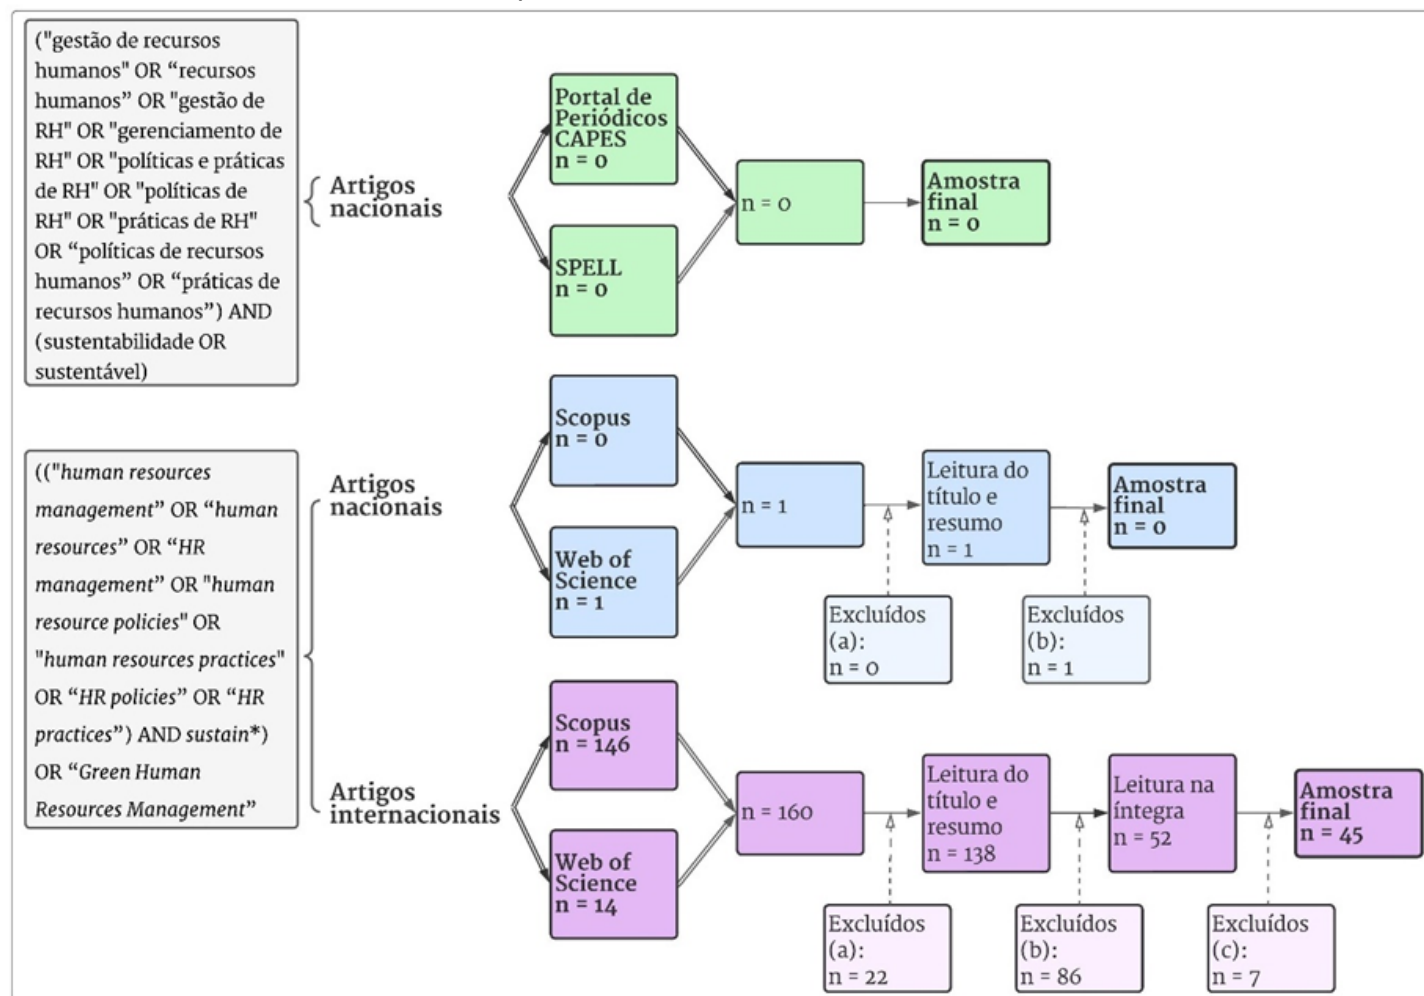 ("gestão de recursos
humanos" OR “recursos
humanos” OR "gestão de
RH" OR "gerenciamento de
RH" OR "políticas e práticas
de RH" OR "políticas de
RH" OR "práticas de RH"
OR “políticas de recursos
humanos” OR “práticas de
recursos humanos”) AND
(sustentabilidade OR
sustentável)
Artigos
nacionais
Portal de
Periódicos
CAPES
n = 0
SPELL
n = 0
n = 0
Amostra
final
n = 0
(("human resources
management” OR “human
resources” OR “HR
management” OR "human
resource policies" OR
"human resources practices"
OR “HR policies” OR “HR
practices”) AND sustain*)
OR “Green Human
Resources Management”
Artigos
nacionais
Scopus
n = 0
Web of
Science
n = 1
n = 1
Leitura do
título e
resumo
n = 1
Amostra
final
n = 0
Excluídos
(a):
n = 0
Excluídos
(b):
n = 1
Artigos
internacionais
Scopus
n = 146
Web of
Science
n = 14
n = 160
Leitura do
título e
resumo
n = 138
Leitura na
íntegra
n = 52
Amostra
final
n = 45
Excluídos
(a):
n = 22
Excluídos
(b):
n = 86
Excluídos
(c):
n = 7